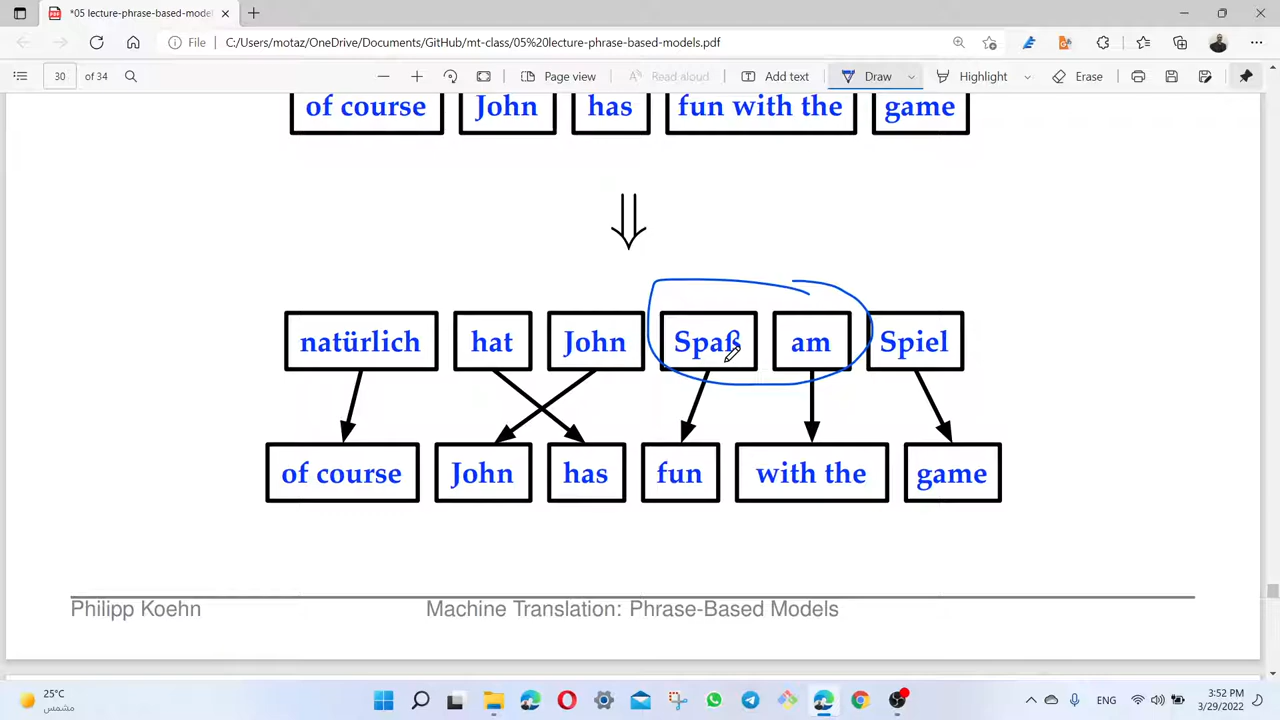 *05 lecture-phrase-based-model
File C:/Users/motaz/OneDrive/Documents/GitHub/mt-class/05%20lecture-phrase-based-models.pdf
30 of 34 Page view Read aloud Add text Draw Highlight Erase
of course John has fun with the game
natürlich hat John Spaß am Spiel
of course John has fun with the game
Philipp Koehn Machine Translation: Phrase-Based Models
25°C
مشمس
ENG
3:52 PM
3/29/2022